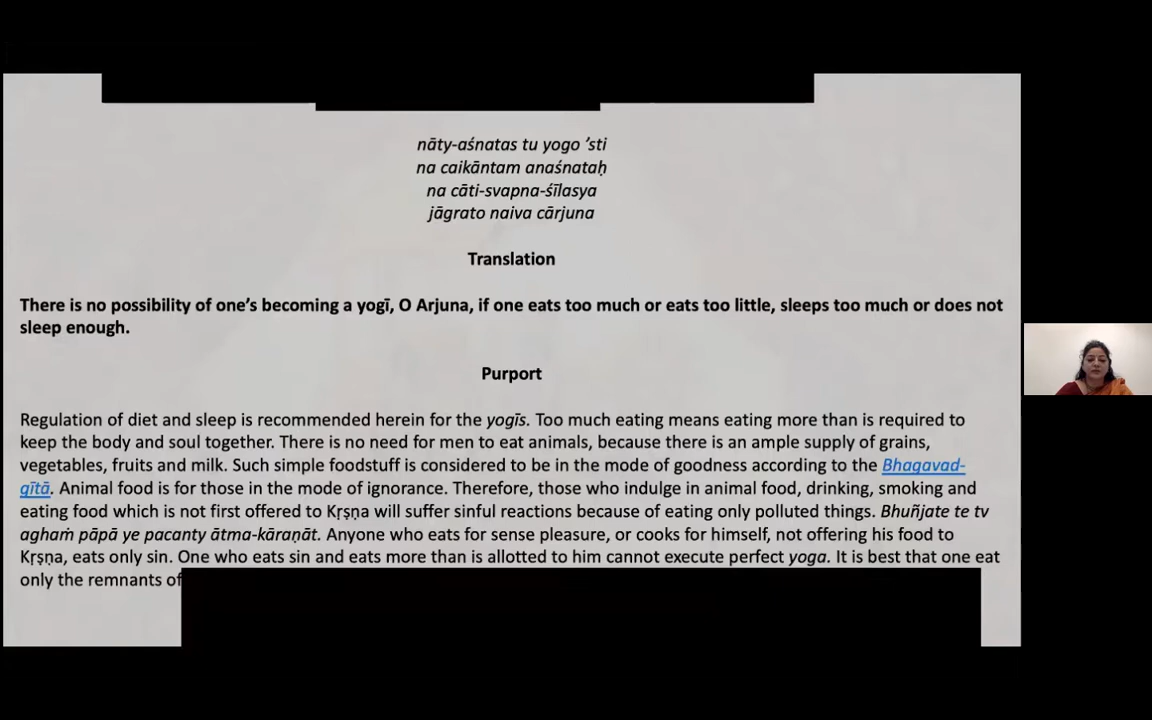 nāty-aśnatas tu yogo ’sti
na caikāntam anaśnataḥ
na cāti-svapna-śīlasya
jāgrato naiva cārjuna
Translation
There is no possibility of one’s becoming a yogī, O Arjuna, if one eats too much or eats too little, sleeps too much or does not
sleep enough.
Purport
Regulation of diet and sleep is recommended herein for the yogīs. Too much eating means eating more than is required to
keep the body and soul together. There is no need for men to eat animals, because there is an ample supply of grains,
vegetables, fruits and milk. Such simple foodstuff is considered to be in the mode of goodness according to the Bhagavad-
gītā. Animal food is for those in the mode of ignorance. Therefore, those who indulge in animal food, drinking, smoking and
eating food which is not first offered to Kṛṣṇa will suffer sinful reactions because of eating only polluted things. Bhuñjate te tv
aghaṁ pāpā ye pacanty ātma-kāraṇāt. Anyone who eats for sense pleasure, or cooks for himself, not offering his food to
Kṛṣṇa, eats only sin. One who eats sin and eats more than is allotted to him cannot execute perfect yoga. It is best that one eat
only the remnants of